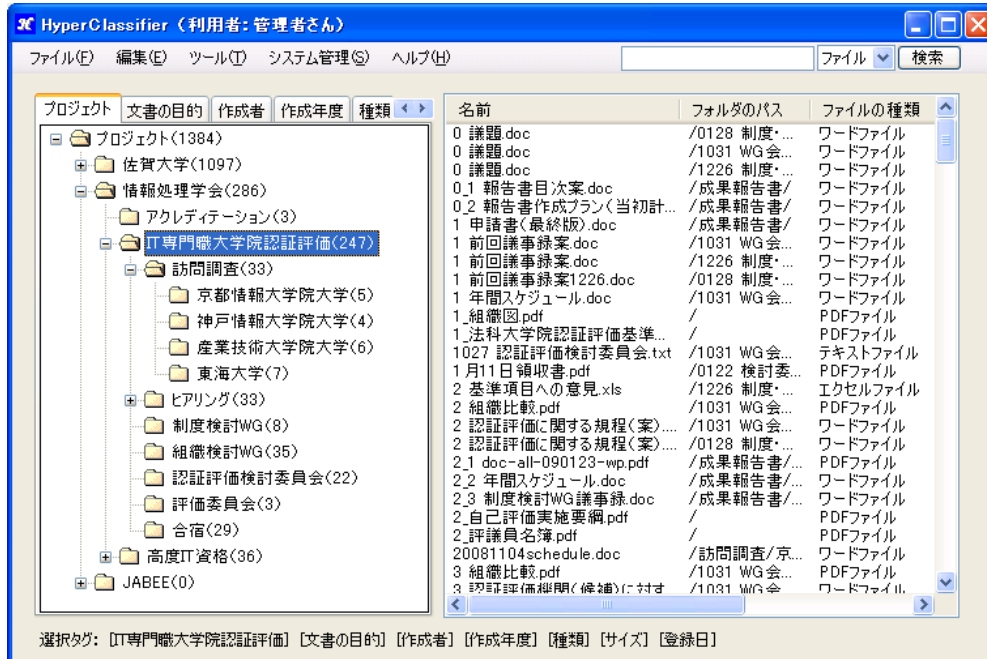 HyperClassifier（利用者：管理者さん）
ファイル(F) 編集(E) ツール(T) システム管理(S) ヘルプ(H) ファイル 検索
プロジェクト 文書の目的 作成者 作成年度 種類
プロジェクト(1384)
佐賀大学(1097)
情報処理学会(286)
アクレディテーション(3)
IT専門職大学院認証評価(247)
訪問調査(33)
京都情報大学院大学(5)
神戸情報大学院大学(4)
産業技術大学院大学(6)
東海大学(7)
ヒアリング(33)
制度検討WG(8)
組織検討WG(35)
認証評価検討委員会(22)
評価委員会(3)
合宿(29)
高度IT資格(36)
JABEE(0)
名前 フォルダのパス ファイルの種類
0 議題.doc /0128 制度・... ワードファイル
0 議題.doc /1031 WG会... ワードファイル
0 議題.doc /1226 制度・... ワードファイル
0_1 報告書目次案.doc /成果報告書/ ワードファイル
0_2 報告書作成プラン(当初計... /成果報告書/ ワードファイル
1 申請書(最終版).doc /成果報告書/ ワードファイル
1 前回議事録案.doc /1031 WG会... ワードファイル
1 前回議事録案.doc /1226 制度・... ワードファイル
1 前回議事録案1226.doc /0128 制度・... ワードファイル
1 年間スケジュール.doc /1031 WG会... ワードファイル
1_組織図.pdf / PDFファイル
1_法科大学院認証評価基準... / PDFファイル
1027 認証評価検討委員会.txt /1031 WG会... テキストファイル
1月11日領収書.pdf /0122 検討委... PDFファイル
2 基準項目への意見.xls /1226 制度・... エクセルファイル
2 組織比較.pdf /1031 WG会... PDFファイル
2 認証評価に関する規程(案).... /1031 WG会... ワードファイル
2 認証評価に関する規程(案).... /0128 制度・... ワードファイル
2_1 doc-all-090123-wp.pdf /成果報告書/... PDFファイル
2_2 年間スケジュール.doc /成果報告書/... ワードファイル
2_3 制度検討WG議事録.doc /成果報告書/... ワードファイル
2_自己評価実施要綱.pdf / PDFファイル
2_評議員名簿.pdf / PDFファイル
20081104schedule.doc /訪問調査/京... ワードファイル
3 組織比較.pdf /1031 WG会... PDFファイル
3 認証評価機関(候補)に対す /1031 WG会 ワードファイル
選択タグ: [IT専門職大学院認証評価] [文書の目的] [作成者] [作成年度] [種類] [サイズ] [登録日]